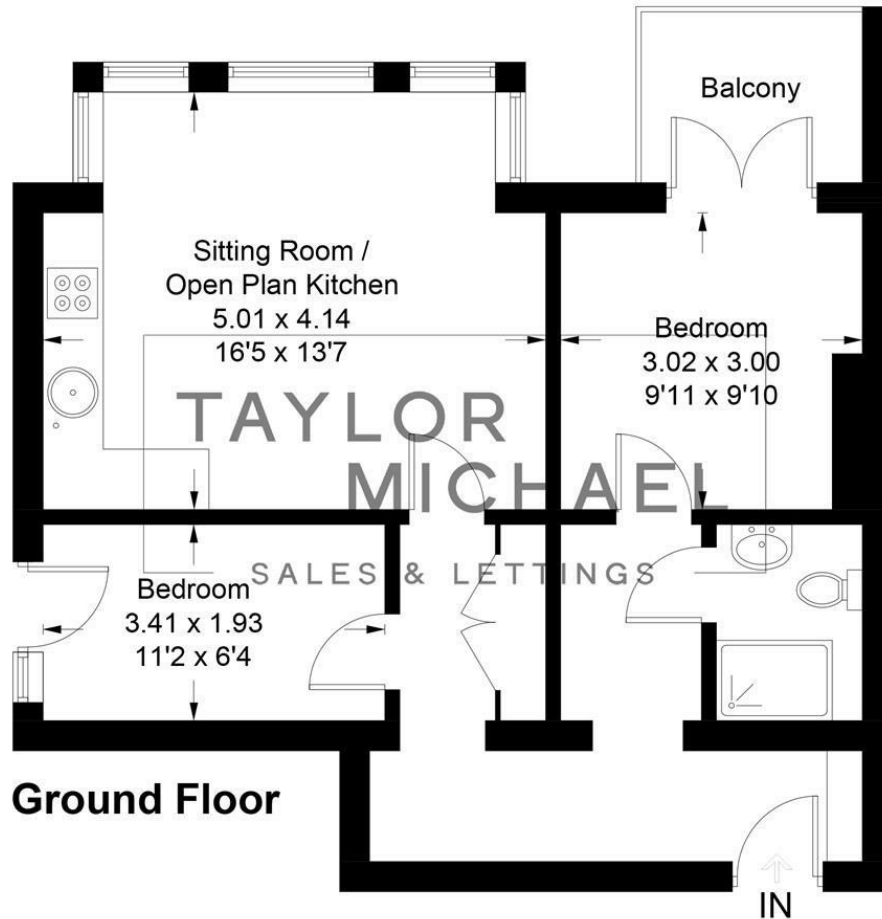 Balcony
Sitting Room /
Open Plan Kitchen
5.01 x 4.14
16'5 x 13'7
Bedroom
3.02 x 3.00
9'11 x 9'10
TAYLOR
MICHAEL
SALES & LETTINGS
Bedroom
3.41 x 1.93
11'2 x 6'4
Ground Floor
IN